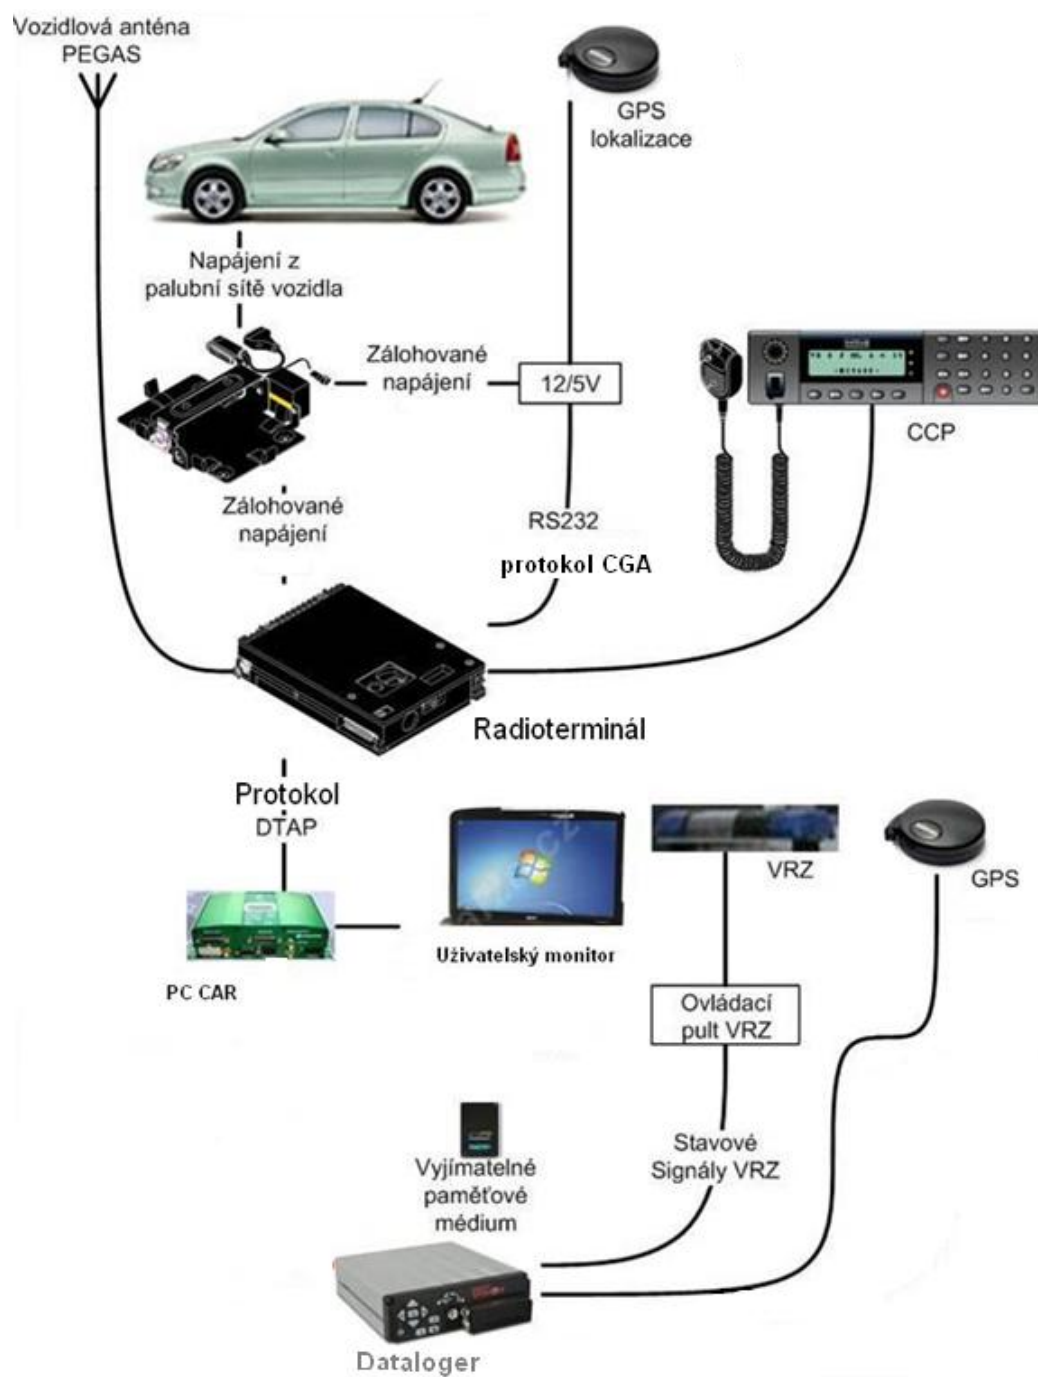 Vozidlová anténa
PEGAS
GPS
lokalizace
Napájení z
palubní sítě vozidla
Zálohované
napájení
12/5V
CCP
Zálohované
napájení
RS232
protokol CGA
Radioterminál
Protokol
DTAP
VRZ
GPS
Uživatelský monitor
PC CAR
Ovládací
pult VRZ
Stavové
Signály VRZ
Vyjímatelné
paměťové
médium
Dataloger